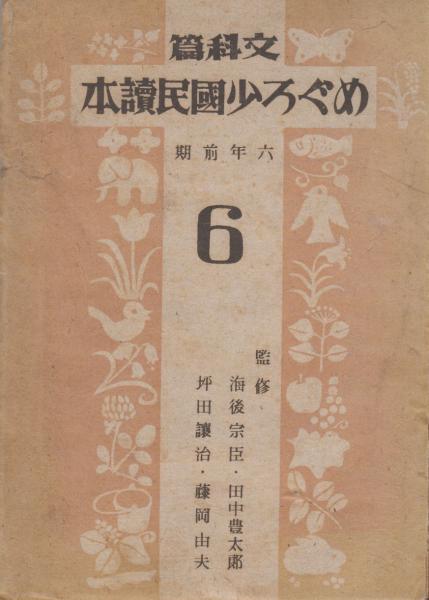 文科篇
めぐろ少國民讀本
六年前期
6
監修
海後宗臣・田中豊太郎
坪田讓治・藤岡由夫